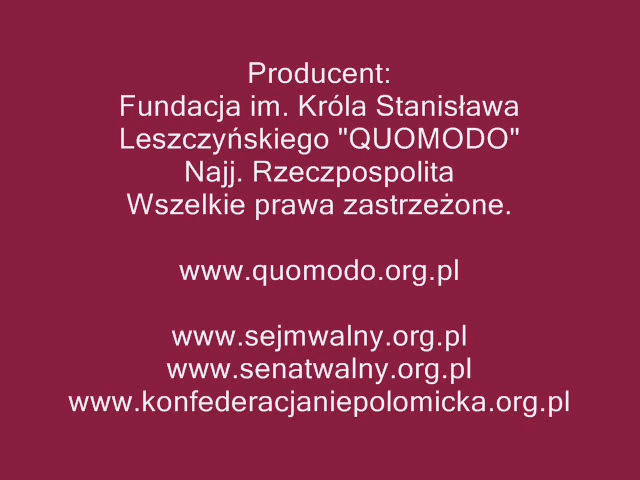 Producent:
Fundacja im. Króla Stanisława
Leszczyńskiego "QUOMODO"
Najj. Rzeczpospolita
Wszelkie prawa zastrzeżone.
www.quomodo.org.pl
www.sejmwalny.org.pl
www.senatwalny.org.pl
www.konfederacjaniepolomicka.org.pl